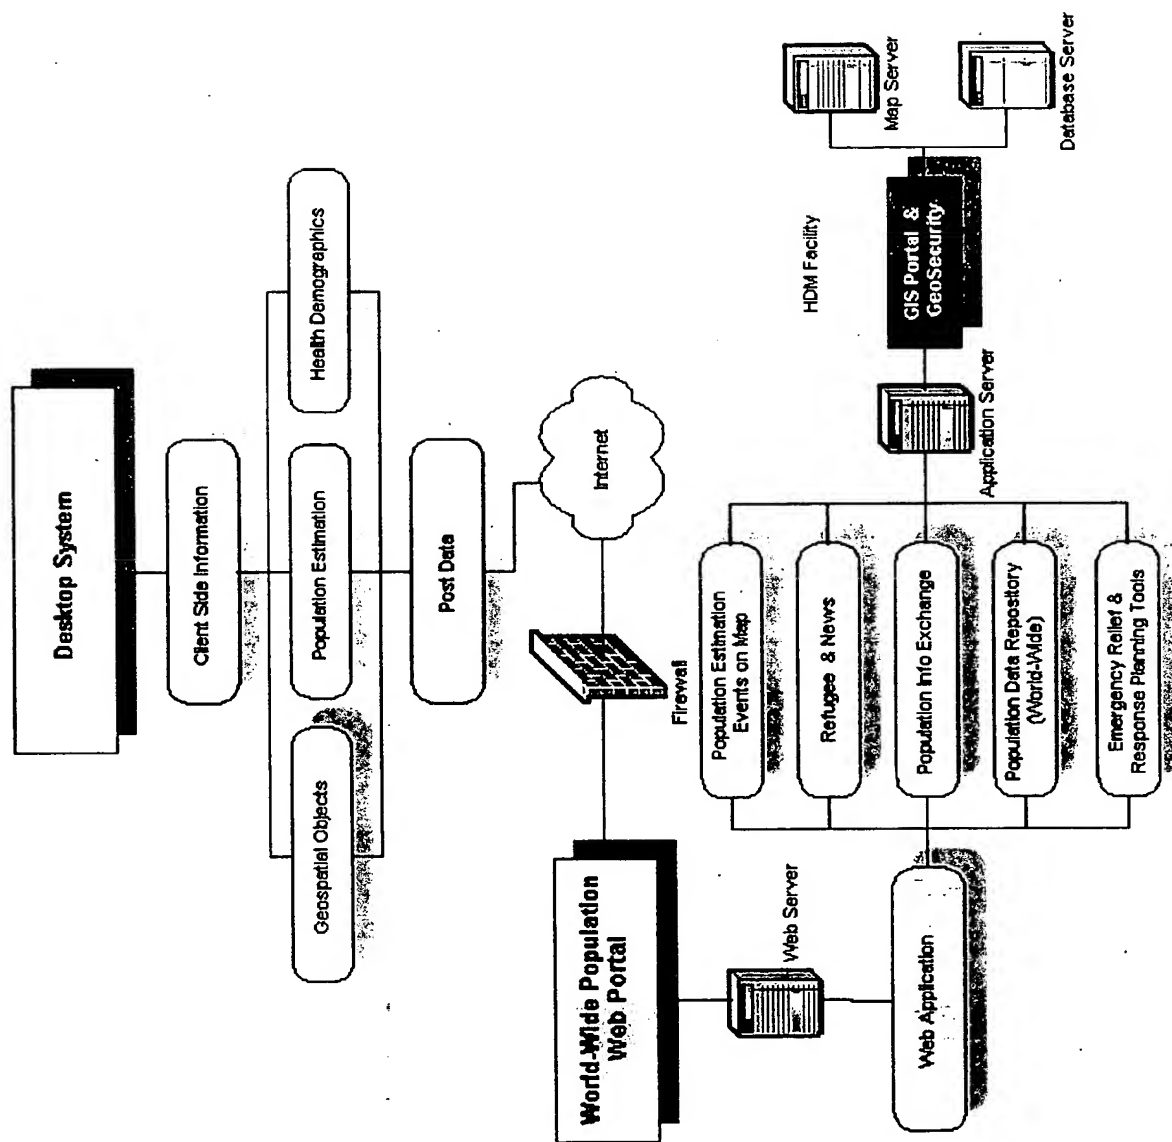 Desktop System
Client Side Information
Geospatial Objects
Population Estimation
Health Demographics
Post Data
Internet
Firewall
World-Wide Population
Web Portal
Web Server
Web Application
Population Estimation
Events on Map
Refugee & News
Population Info Exchange
Population Data Repository
(World-Wide)
Emergency Relief &
Response Planning Tools
Application Server
HDM Facility
GIS Portal &
GeoSecurity
Map Server
Database Server